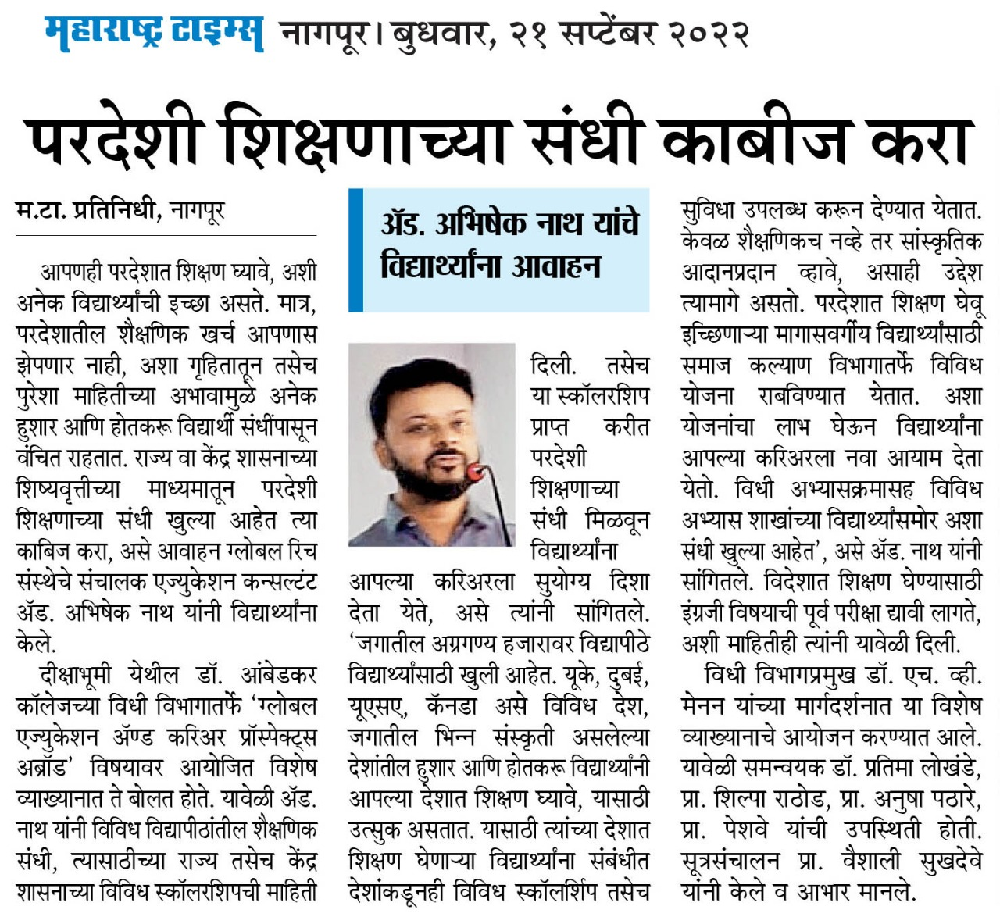 महाराष्ट्र टाइम्स नागपूर। बुधवार, २१ सप्टेंबर २०२२
परदेशी शिक्षणाच्या संधी काबीज करा
म.टा. प्रतिनिधी, नागपूर
आपणही परदेशात शिक्षण घ्यावे, अशी
अनेक विद्यार्थ्यांची इच्छा असते. मात्र,
परदेशातील शैक्षणिक खर्च आपणास
झेपणार नाही, अशा गृहितातून तसेच
पुरेशा माहितीच्या अभावामुळे अनेक
हुशार आणि होतकरू विद्यार्थी संधींपासून
वंचित राहतात. राज्य वा केंद्र शासनाच्या
शिष्यवृत्तीच्या माध्यमातून परदेशी
शिक्षणाच्या संधी खुल्या आहेत त्या
काबिज करा, असे आवाहन ग्लोबल रिच
संस्थेचे संचालक एज्युकेशन कन्सल्टंट
ॲड. अभिषेक नाथ यांनी विद्यार्थ्यांना
केले.
दीक्षाभूमी येथील डॉ. आंबेडकर
कॉलेजच्या विधी विभागातर्फे ‘ग्लोबल
एज्युकेशन ॲण्ड करिअर प्रॉस्पेक्ट्स
अब्रॉड’ विषयावर आयोजित विशेष
व्याख्यानात ते बोलत होते. यावेळी ॲड.
नाथ यांनी विविध विद्यापीठांतील शैक्षणिक
संधी, त्यासाठीच्या राज्य तसेच केंद्र
शासनाच्या विविध स्कॉलरशिपची माहिती
ॲड. अभिषेक नाथ यांचे
विद्यार्थ्यांना आवाहन
दिली. तसेच
या स्कॉलरशिप
प्राप्त करीत
परदेशी
शिक्षणाच्या
संधी मिळवून
विद्यार्थ्यांना
आपल्या करिअरला सुयोग्य दिशा
देता येते, असे त्यांनी सांगितले.
‘जगातील अग्रगण्य हजारावर विद्यापीठे
विद्यार्थ्यांसाठी खुली आहेत. यूके, दुबई,
यूएसए, कॅनडा असे विविध देश,
जगातील भिन्न संस्कृती असलेल्या
देशांतील हुशार आणि होतकरू विद्यार्थ्यांनी
आपल्या देशात शिक्षण घ्यावे, यासाठी
उत्सुक असतात. यासाठी त्यांच्या देशात
शिक्षण घेणाऱ्या विद्यार्थ्यांना संबंधीत
देशांकडूनही विविध स्कॉलर्शिप तसेच
सुविधा उपलब्ध करून देण्यात येतात.
केवळ शैक्षणिकच नव्हे तर सांस्कृतिक
आदानप्रदान व्हावे, असाही उद्देश
त्यामागे असतो. परदेशात शिक्षण घेवू
इच्छिणाऱ्या मागासवर्गीय विद्यार्थ्यांसाठी
समाज कल्याण विभागातर्फे विविध
योजना राबविण्यात येतात. अशा
योजनांचा लाभ घेऊन विद्यार्थ्यांना
आपल्या करिअरला नवा आयाम देता
येतो. विधी अभ्यासक्रमासह विविध
अभ्यास शाखांच्या विद्यार्थ्यांसमोर अशा
संधी खुल्या आहेत’, असे ॲड. नाथ यांनी
सांगितले. विदेशात शिक्षण घेण्यासाठी
इंग्रजी विषयाची पूर्व परीक्षा द्यावी लागते,
अशी माहितीही त्यांनी यावेळी दिली.
विधी विभागप्रमुख डॉ. एच. व्ही.
मेनन यांच्या मार्गदर्शनात या विशेष
व्याख्यानाचे आयोजन करण्यात आले.
यावेळी समन्वयक डॉ. प्रतिमा लोखंडे,
प्रा. शिल्पा राठोड, प्रा. अनुषा पठारे,
प्रा. पेशवे यांची उपस्थिती होती.
सूत्रसंचालन प्रा. वैशाली सुखदेवे
यांनी केले व आभार मानले.